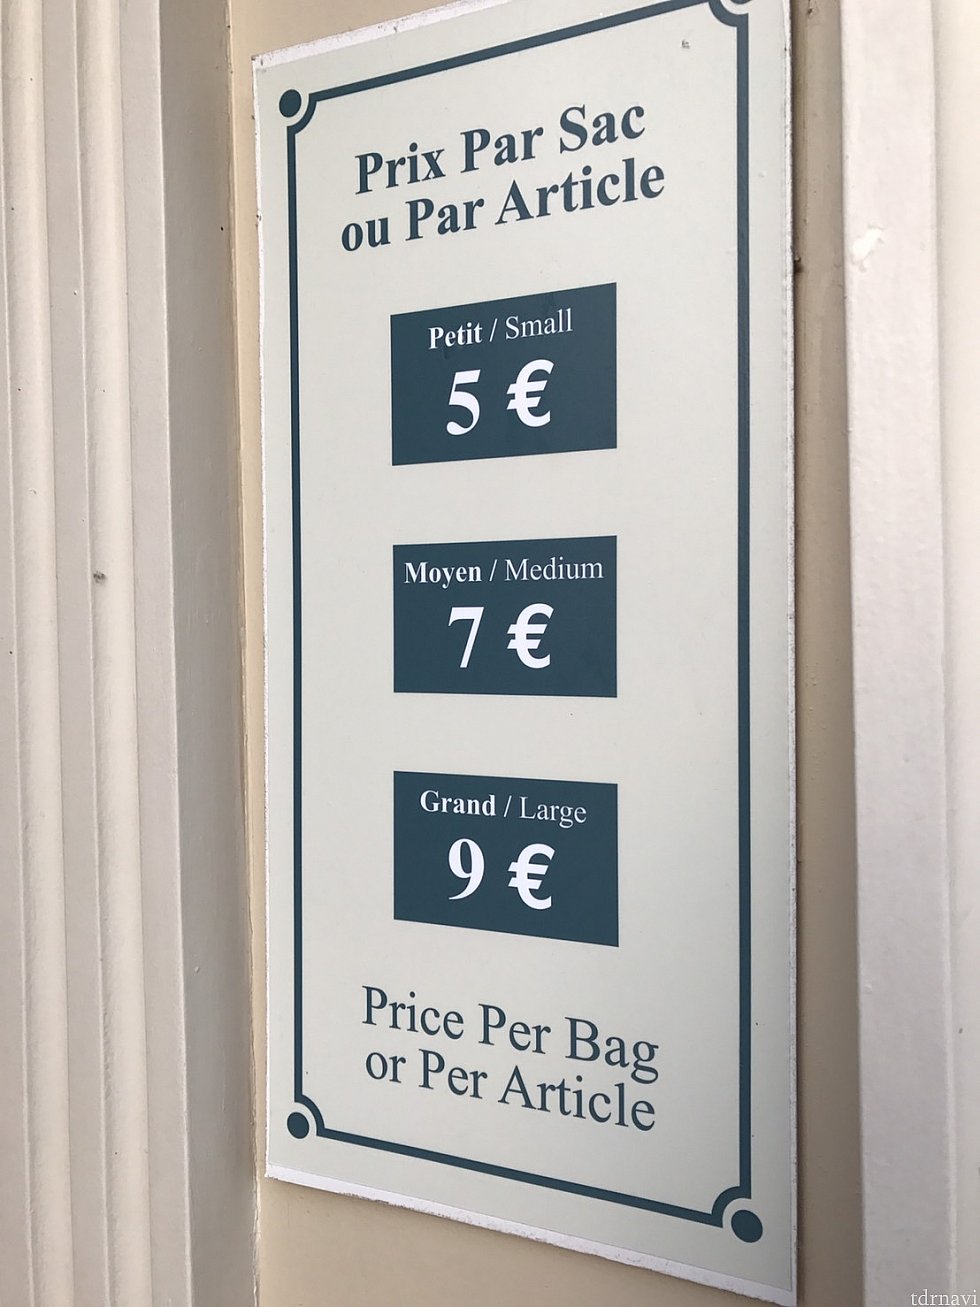 Prix Par Sac
ou Par Article
Petit / Small
5 €
Moyen / Medium
7 €
Grand / Large
9 €
Price Per Bag
or Per Article
tdrnavi